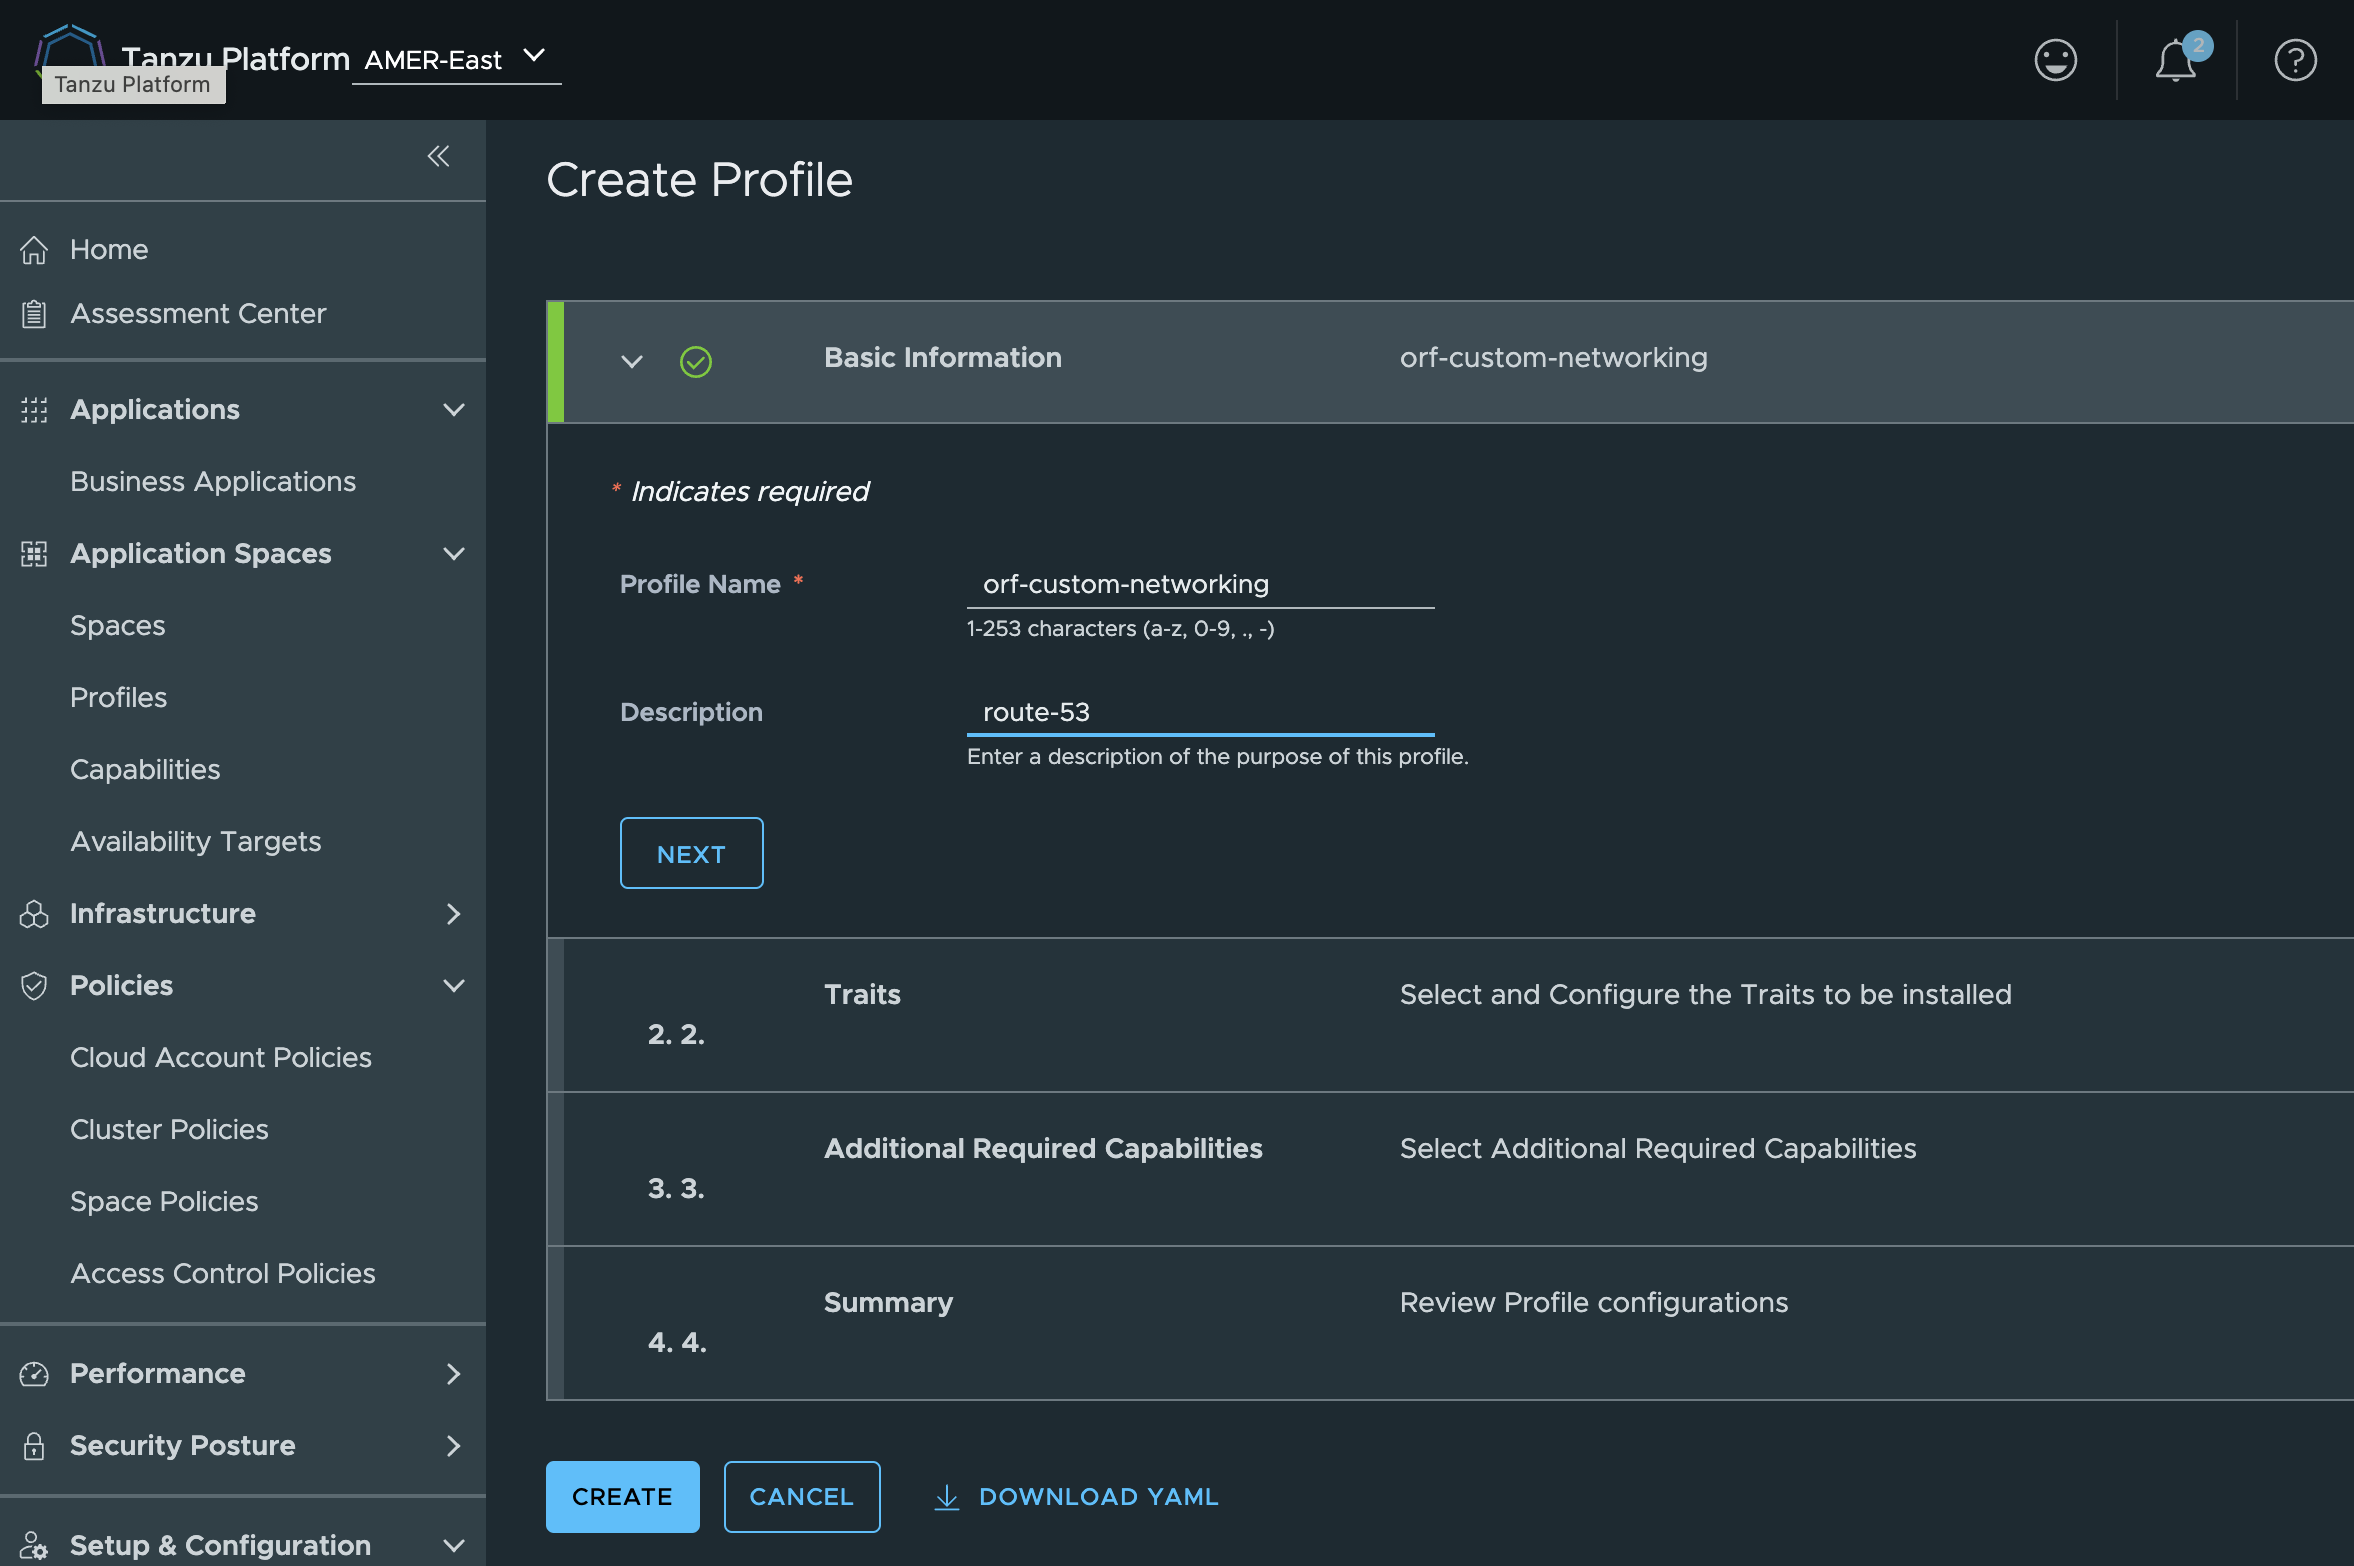 Tanzu Platform AMER-East
2
Tanzu Platform
Home
Assessment Center
Applications
Business Applications
Application Spaces
Spaces
Profiles
Capabilities
Availability Targets
Infrastructure
Policies
Cloud Account Policies
Cluster Policies
Space Policies
Access Control Policies
Performance
Security Posture
Setup & Configuration
Create Profile
Basic Information orf-custom-networking
* Indicates required
Profile Name * orf-custom-networking
1-253 characters (a-z, 0-9, ., -)
Description route-53
Enter a description of the purpose of this profile.
NEXT
Traits Select and Configure the Traits to be installed
2. 2.
Additional Required Capabilities Select Additional Required Capabilities
3. 3.
Summary Review Profile configurations
4. 4.
CREATE CANCEL DOWNLOAD YAML